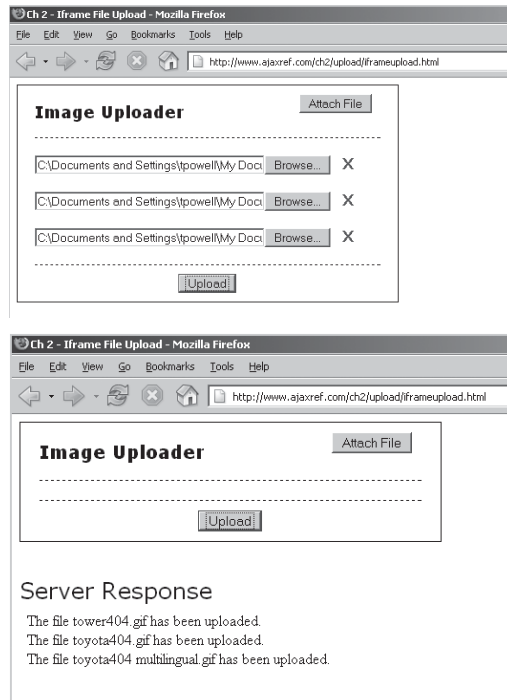 Ch 2 - Iframe File Upload - Mozilla Firefox
File Edit View Go Bookmarks Tools Help
http://www.ajaxref.com/ch2/upload/iframeupload.html
Image Uploader
Attach File
C:\Documents and Settings\tpowell\My Docu
Browse... X
C:\Documents and Settings\tpowell\My Docu
Browse... X
C:\Documents and Settings\tpowell\My Docu
Browse... X
Upload
Ch 2 - Iframe File Upload - Mozilla Firefox
File Edit View Go Bookmarks Tools Help
http://www.ajaxref.com/ch2/upload/iframeupload.html
Image Uploader
Attach File
Upload
Server Response
The file tower404.gif has been uploaded.
The file toyota404.gif has been uploaded.
The file toyota404 multilingual.gif has been uploaded.